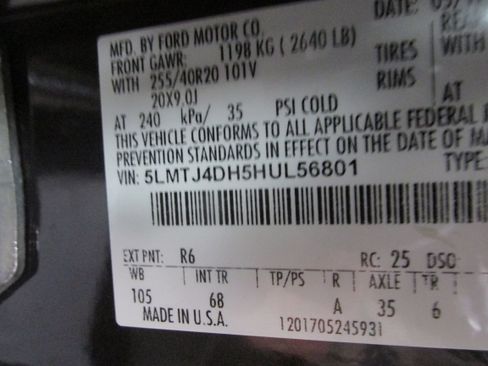 DATE:
MFD. BY FORD MOTOR CO.
FRONT GAWR: 1198 KG ( 2640 LB)
WITH 255/40R20 101V TIRES WITH
20X9.0J RIMS
AT 240 kPa/ 35 PSI COLD
THIS VEHICLE CONFORMS TO ALL APPLICABLE FEDERAL
PREVENTION STANDARDS IN EFFECT ON THE DATE OF
VIN: 5LMTJ4DH5HUL56801 TYPE:
EXT PNT: R6 RC: 25 DSO
WB INT TR TP/PS R AXLE TR
105 68 A 35 6
MADE IN U.S.A. 1201705245931